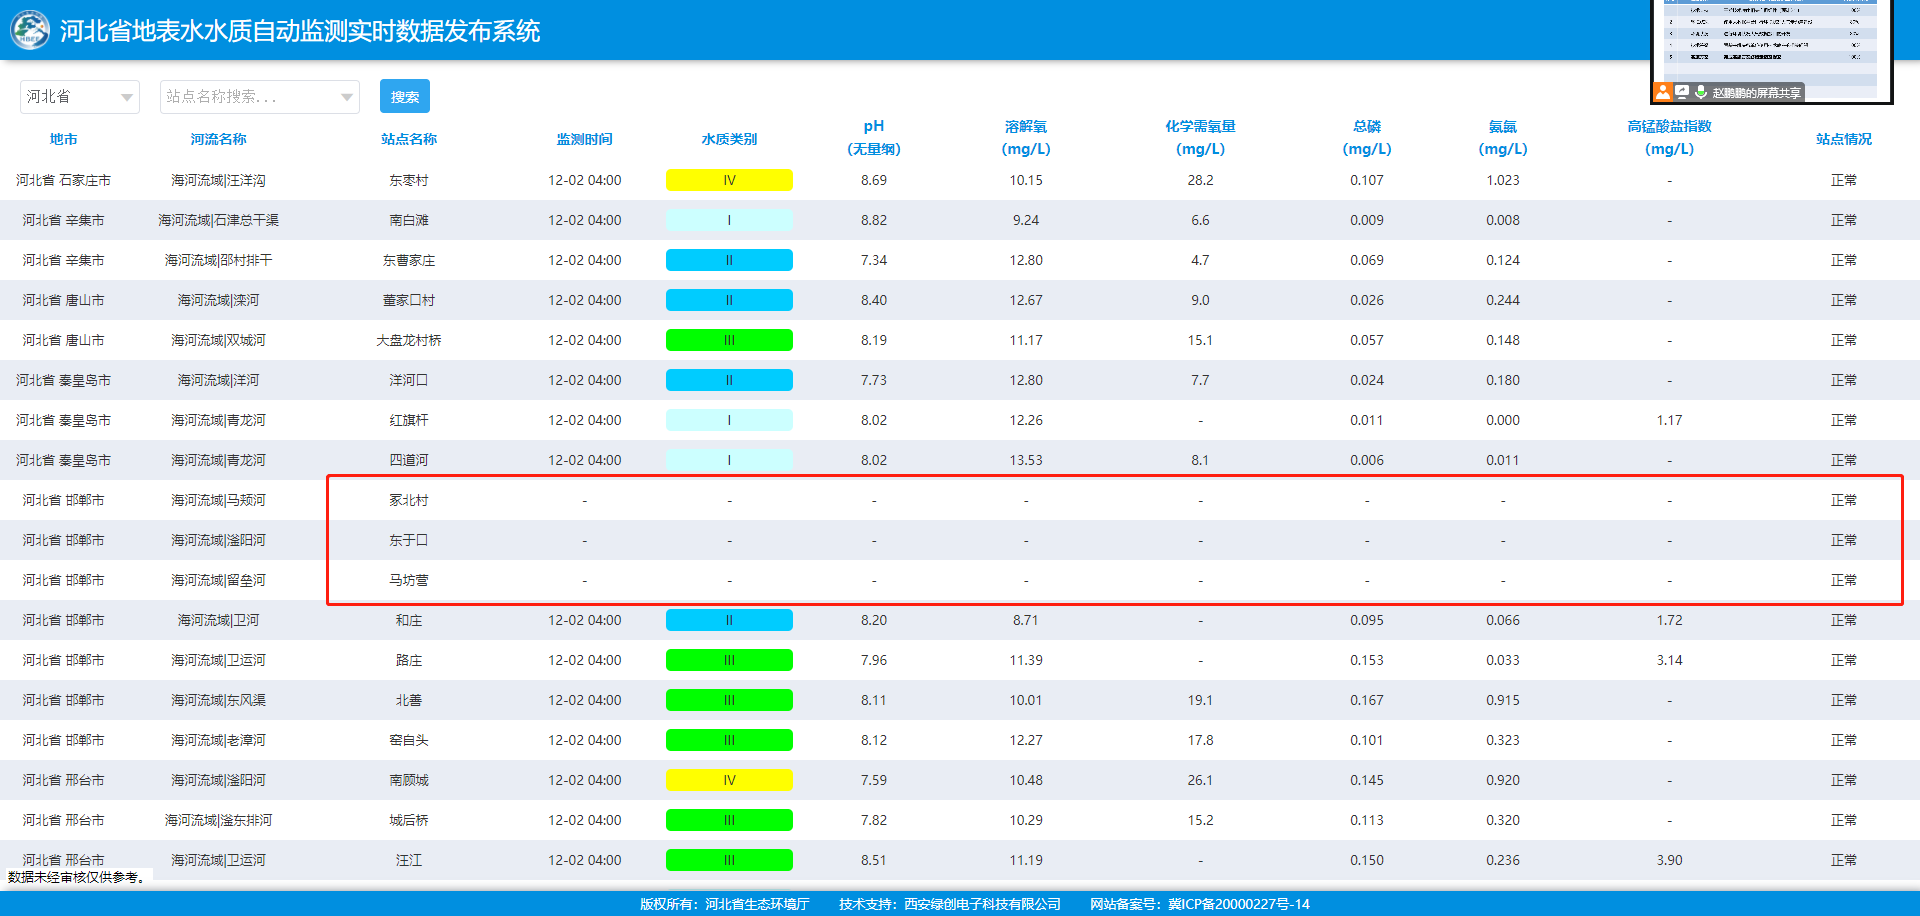 河北省地表水水质自动监测实时数据发布系统
赵鹏鹏的屏幕共享
河北省 站点名称搜索... 搜索
地市 河流名称 站点名称 监测时间 水质类别 pH (无量纲) 溶解氧 (mg/L) 化学需氧量 (mg/L) 总磷 (mg/L) 氨氮 (mg/L) 高锰酸盐指数 (mg/L) 站点情况
河北省 石家庄市 海河流域|汪洋沟 东枣村 12-02 04:00 IV 8.69 10.15 28.2 0.107 1.023 - 正常
河北省 辛集市 海河流域|石津总干渠 南白滩 12-02 04:00 I 8.82 9.24 6.6 0.009 0.008 - 正常
河北省 辛集市 海河流域|邵村排干 东曹家庄 12-02 04:00 II 7.34 12.80 4.7 0.069 0.124 - 正常
河北省 唐山市 海河流域|滦河 董家口村 12-02 04:00 II 8.40 12.67 9.0 0.026 0.244 - 正常
河北省 唐山市 海河流域|双城河 大盘龙村桥 12-02 04:00 III 8.19 11.17 15.1 0.057 0.148 - 正常
河北省 秦皇岛市 海河流域|洋河 洋河口 12-02 04:00 II 7.73 12.80 7.7 0.024 0.180 - 正常
河北省 秦皇岛市 海河流域|青龙河 红旗杆 12-02 04:00 I 8.02 12.26 - 0.011 0.000 1.17 正常
河北省 秦皇岛市 海河流域|青龙河 四道河 12-02 04:00 I 8.02 13.53 8.1 0.006 0.011 - 正常
河北省 邯郸市 海河流域|马颊河 冢北村 - - - - - - - - 正常
河北省 邯郸市 海河流域|滏阳河 东于口 - - - - - - - - 正常
河北省 邯郸市 海河流域|留垒河 马坊营 - - - - - - - - 正常
河北省 邯郸市 海河流域|卫河 和庄 12-02 04:00 II 8.20 8.71 - 0.095 0.066 1.72 正常
河北省 邯郸市 海河流域|卫运河 路庄 12-02 04:00 III 7.96 11.39 - 0.153 0.033 3.14 正常
河北省 邯郸市 海河流域|东风渠 北善 12-02 04:00 III 8.11 10.01 19.1 0.167 0.915 - 正常
河北省 邯郸市 海河流域|老漳河 窑自头 12-02 04:00 III 8.12 12.27 17.8 0.101 0.323 - 正常
河北省 邢台市 海河流域|滏阳河 南顾城 12-02 04:00 IV 7.59 10.48 26.1 0.145 0.920 - 正常
河北省 邢台市 海河流域|滏东排河 城后桥 12-02 04:00 III 7.82 10.29 15.2 0.113 0.320 - 正常
河北省 邢台市 海河流域|卫运河 汪江 12-02 04:00 III 8.51 11.19 - 0.150 0.236 3.90 正常
数据未经审核仅供参考。
版权所有：河北省生态环境厅 技术支持：西安绿创电子科技有限公司 网站备案号：冀ICP备20000227号-14